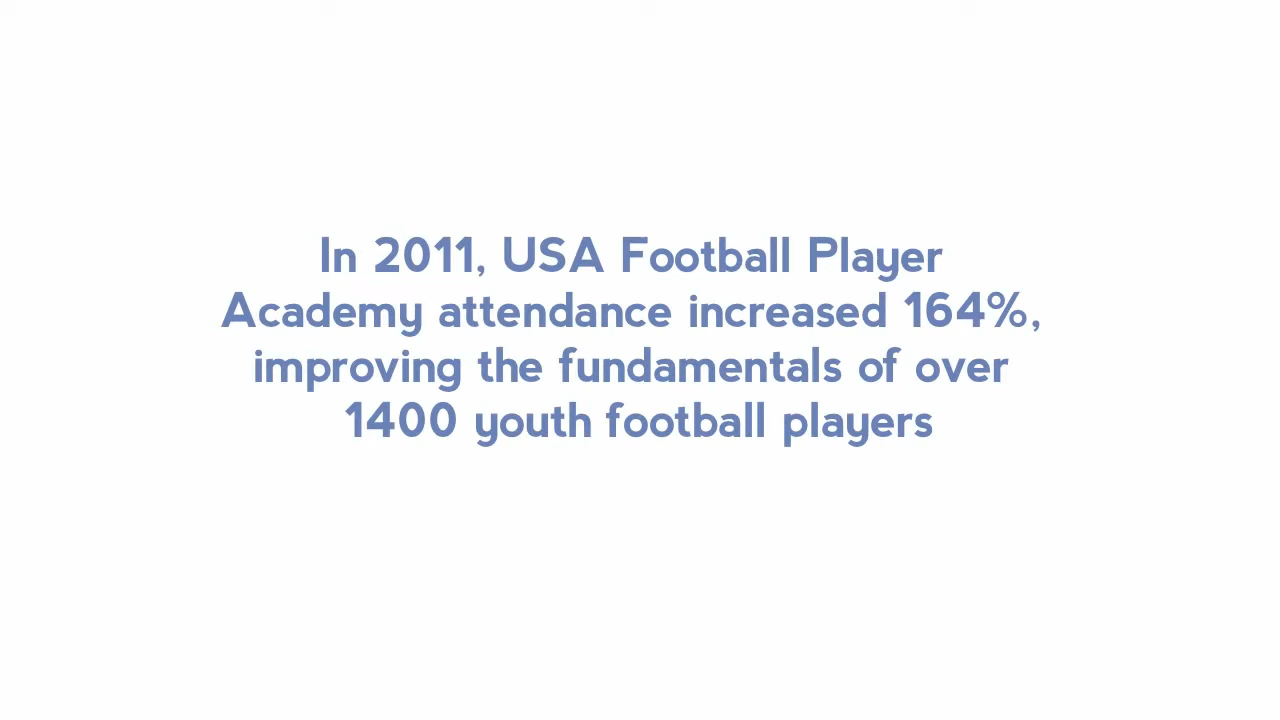 In 2011, USA Football Player
Academy attendance increased 164%,
improving the fundamentals of over
1400 youth football players